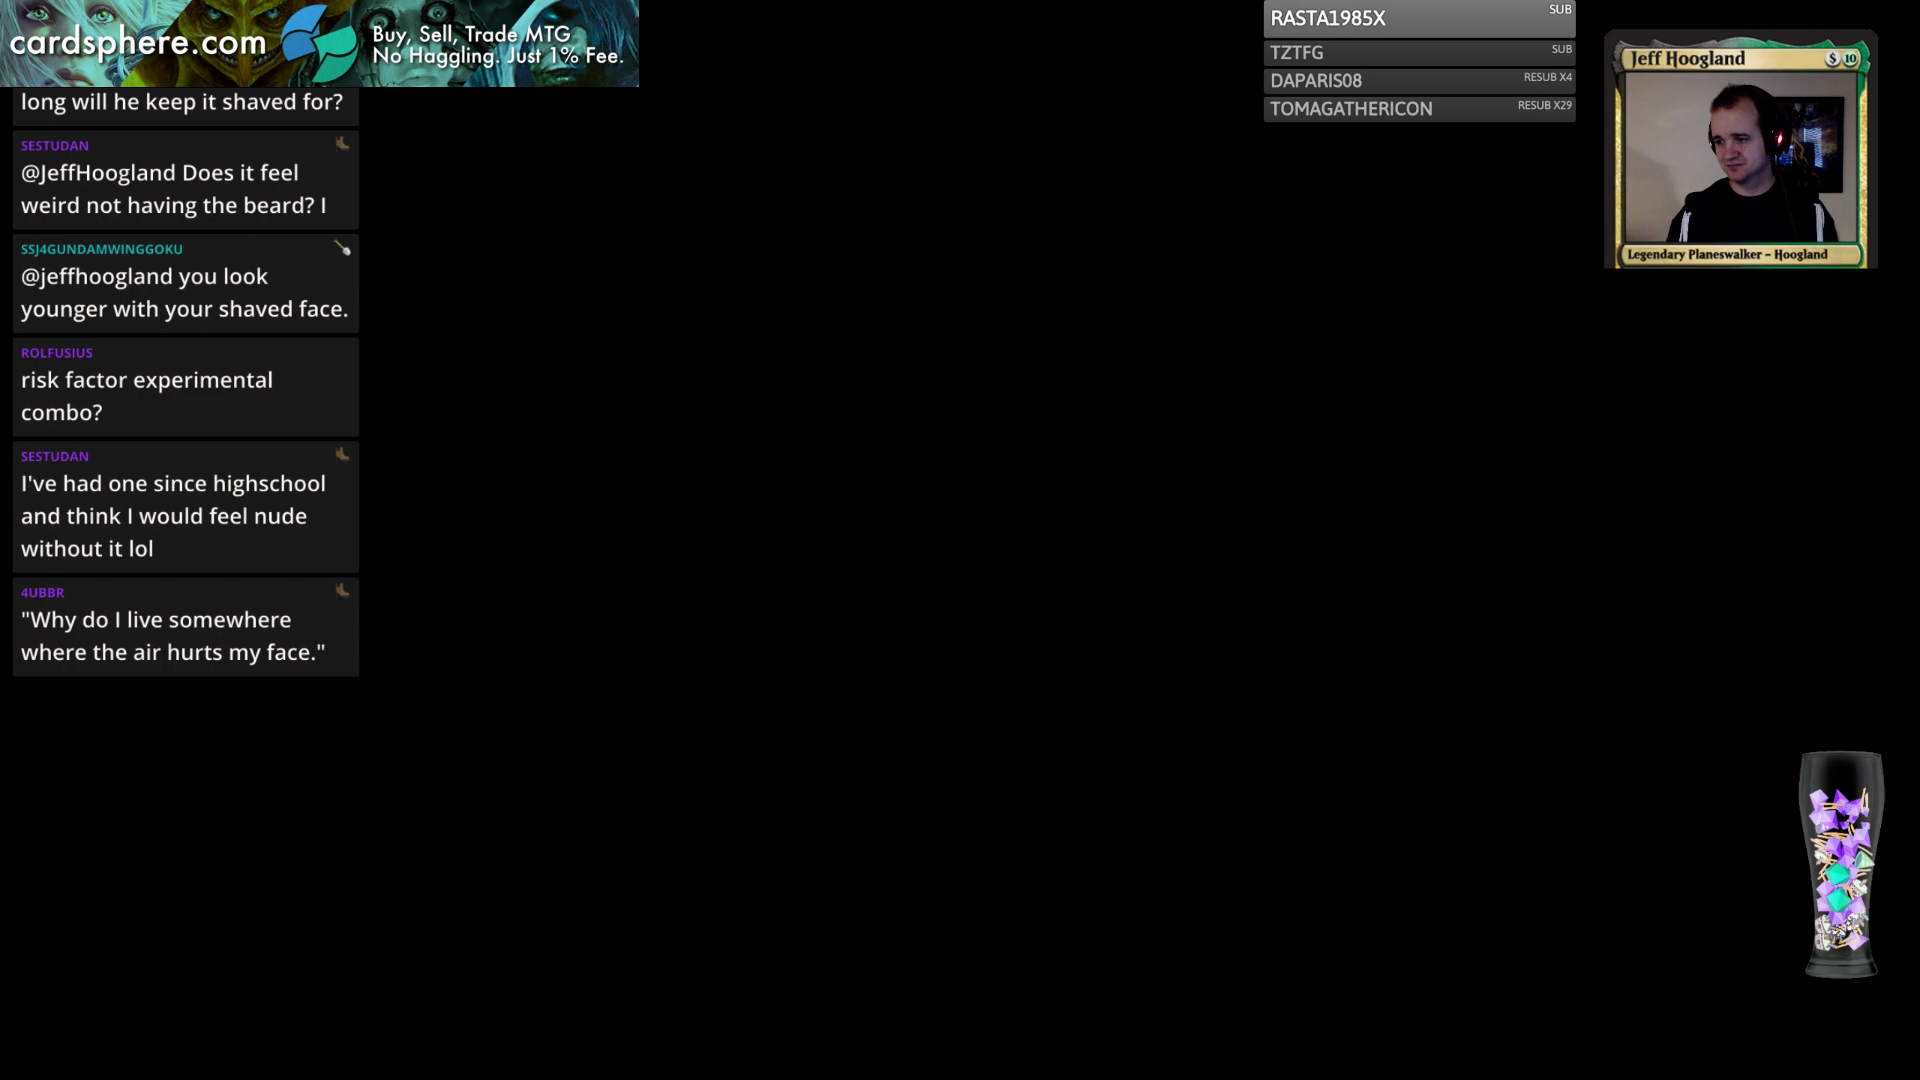 cardsphere.com
Buy, Sell, Trade MTG
No Haggling. Just 1% Fee.
long will he keep it shaved for?
SESTUDAN
@JeffHoogland Does it feel
weird not having the beard? I
SSJ4GUNDAMWINGGOKU
@jeffhoogland you look
younger with your shaved face.
ROLFUSIUS
risk factor experimental
combo?
SESTUDAN
I've had one since highschool
and think I would feel nude
without it lol
4UBBR
"Why do I live somewhere
where the air hurts my face."
RASTA1985X SUB
TZTFG SUB
DAPARIS08 RESUB X4
TOMAGATHERICON RESUB X29
Jeff Hoogland $ 10
Legendary Planeswalker - Hoogland